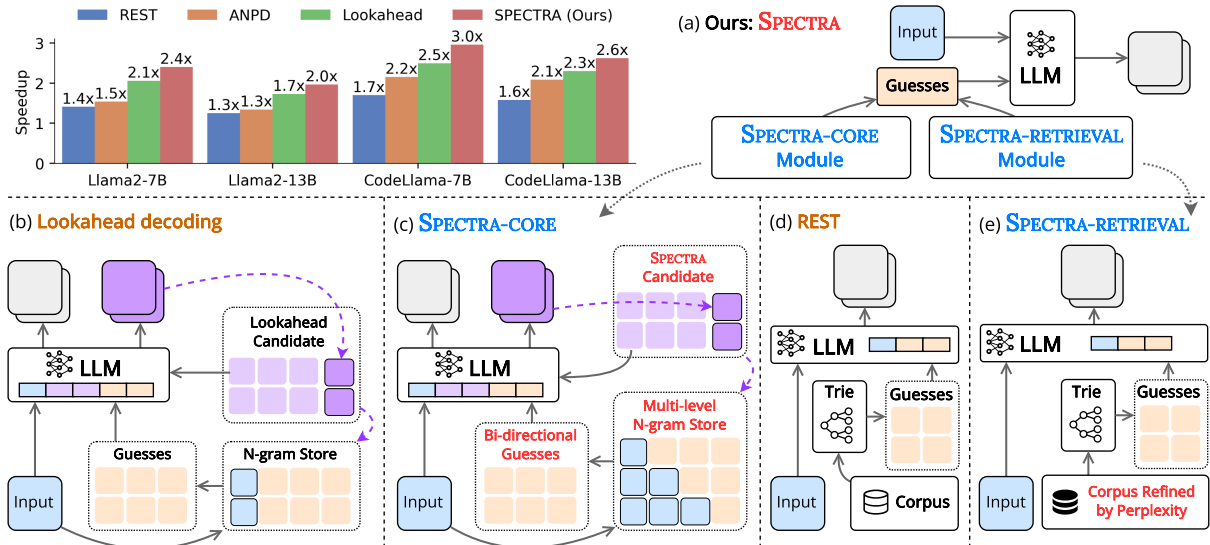 REST ANPD Lookahead SPECTRA (Ours)
Speedup
3
2
1
0
1.4x 1.5x 2.1x 2.4x
1.3x 1.3x 1.7x 2.0x
1.7x 2.2x 2.5x 3.0x
1.6x 2.1x 2.3x 2.6x
Llama2-7B Llama2-13B CodeLlama-7B CodeLlama-13B
(a) Ours: SPECTRA
Input
Guesses
LLM
SPECTRA-CORE
Module
SPECTRA-RETRIEVAL
Module
(b) Lookahead decoding
Lookahead
Candidate
LLM
Guesses
N-gram Store
Input
(c) SPECTRA-CORE
SPECTRA
Candidate
LLM
Multi-level
N-gram Store
Bi-directional
Guesses
Input
(d) REST
LLM
Trie
Guesses
Input
Corpus
(e) SPECTRA-RETRIEVAL
LLM
Trie
Guesses
Input
Corpus Refined
by Perplexity